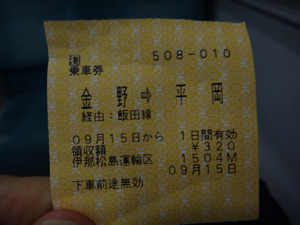 508-010
乗車券
金野⇨平岡
経由:飯田線
09月15日から 1日間有効
領収額 ¥320
伊那松島運輸区 1504M
09月15日
下車前途無効